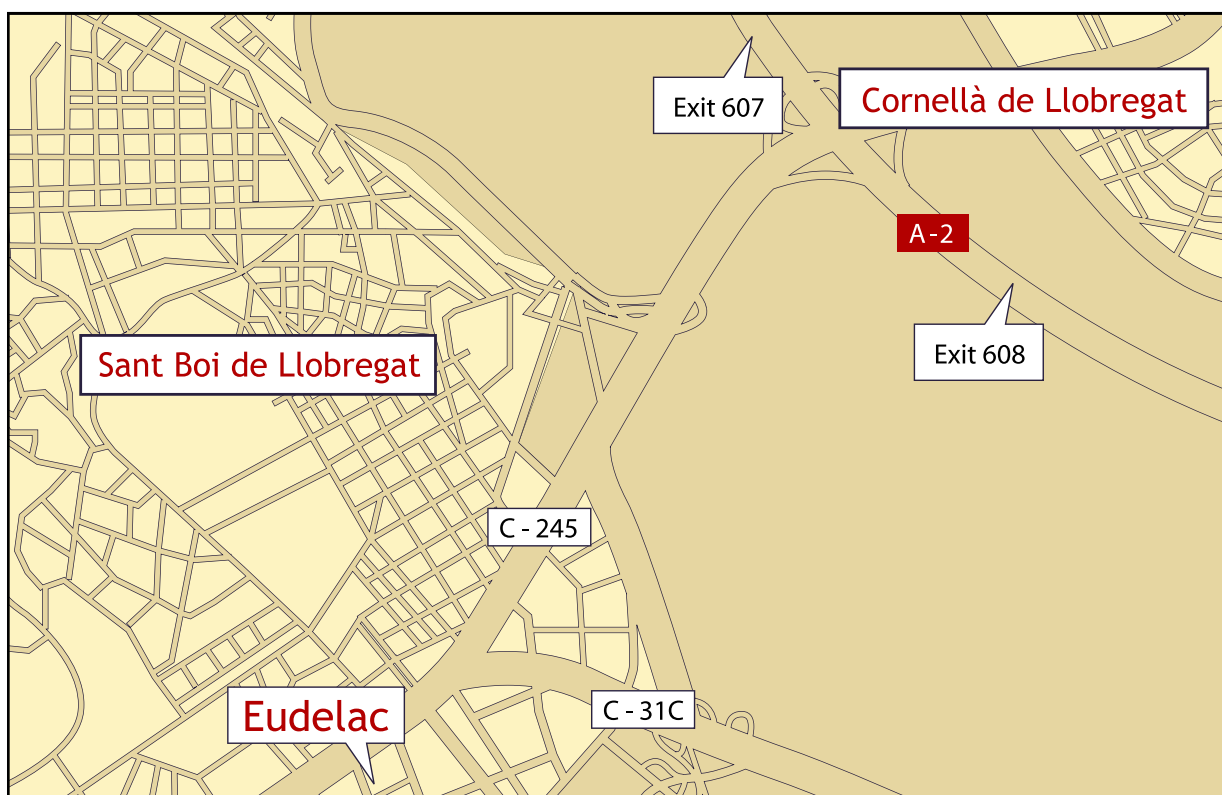 Exit 607
Cornellà de Llobregat
A-2
Exit 608
Sant Boi de Llobregat
C - 245
Eudelac
C - 31C